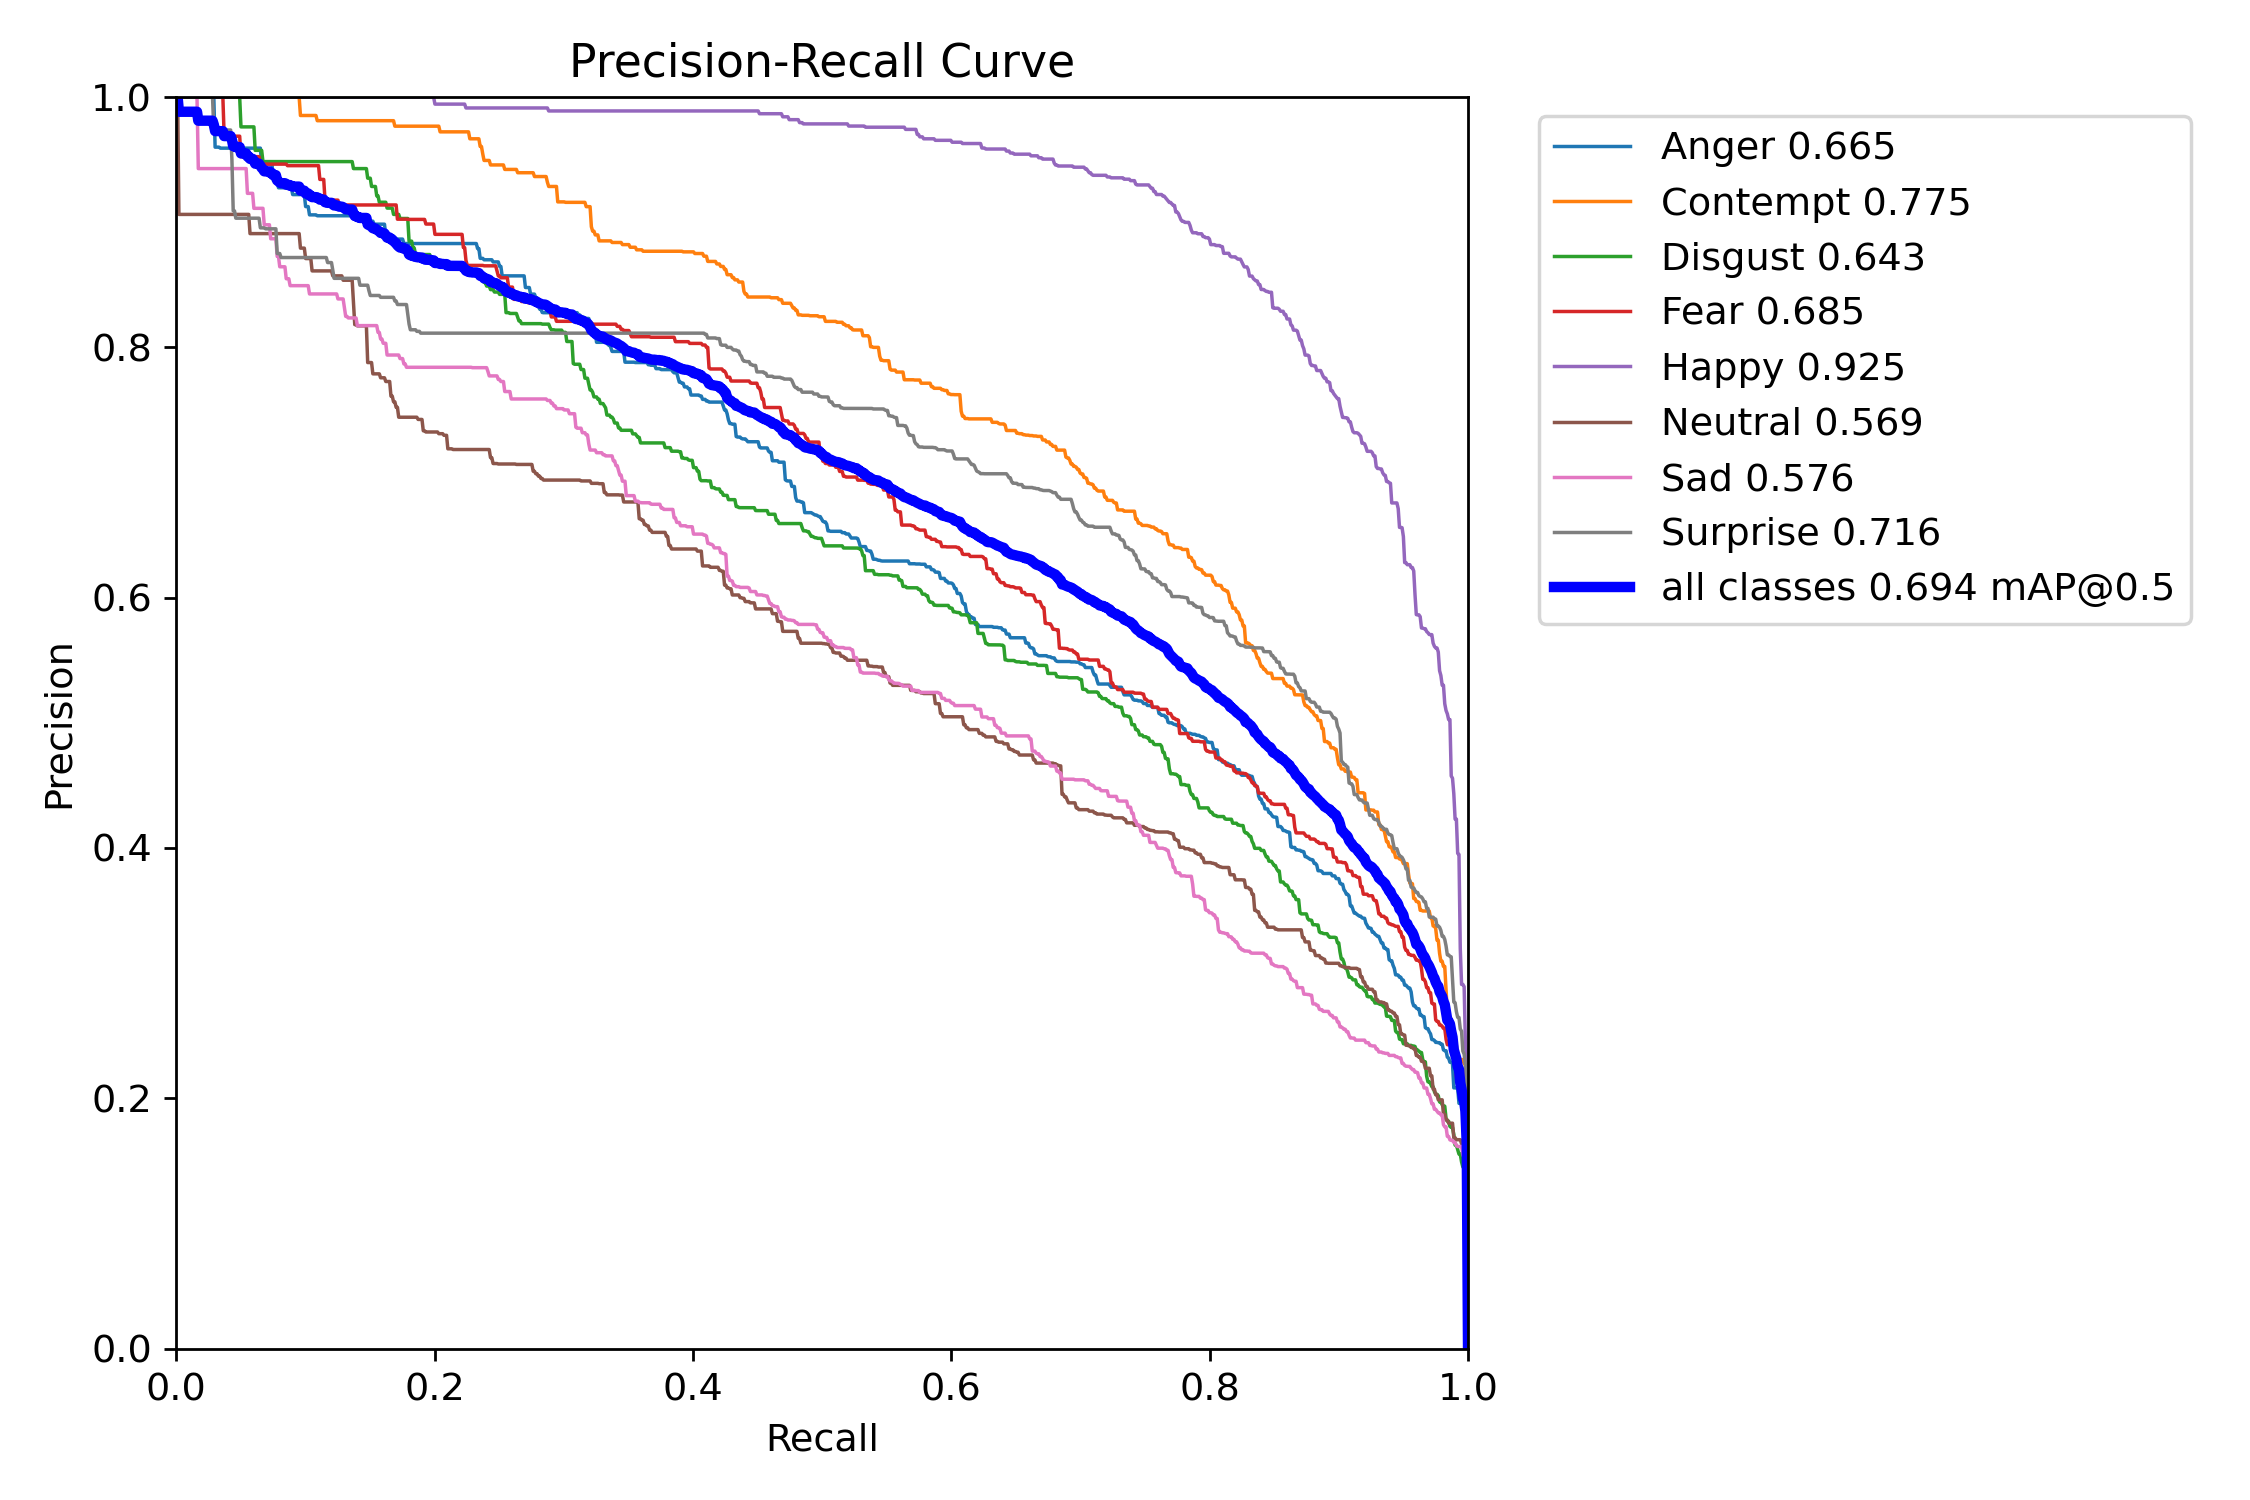 Precision-Recall Curve
1.0
0.8
0.6
0.4
0.2
0.0
Precision
0.0 0.2 0.4 0.6 0.8 1.0
Recall
Anger 0.665
Contempt 0.775
Disgust 0.643
Fear 0.685
Happy 0.925
Neutral 0.569
Sad 0.576
Surprise 0.716
all classes 0.694 mAP@0.5